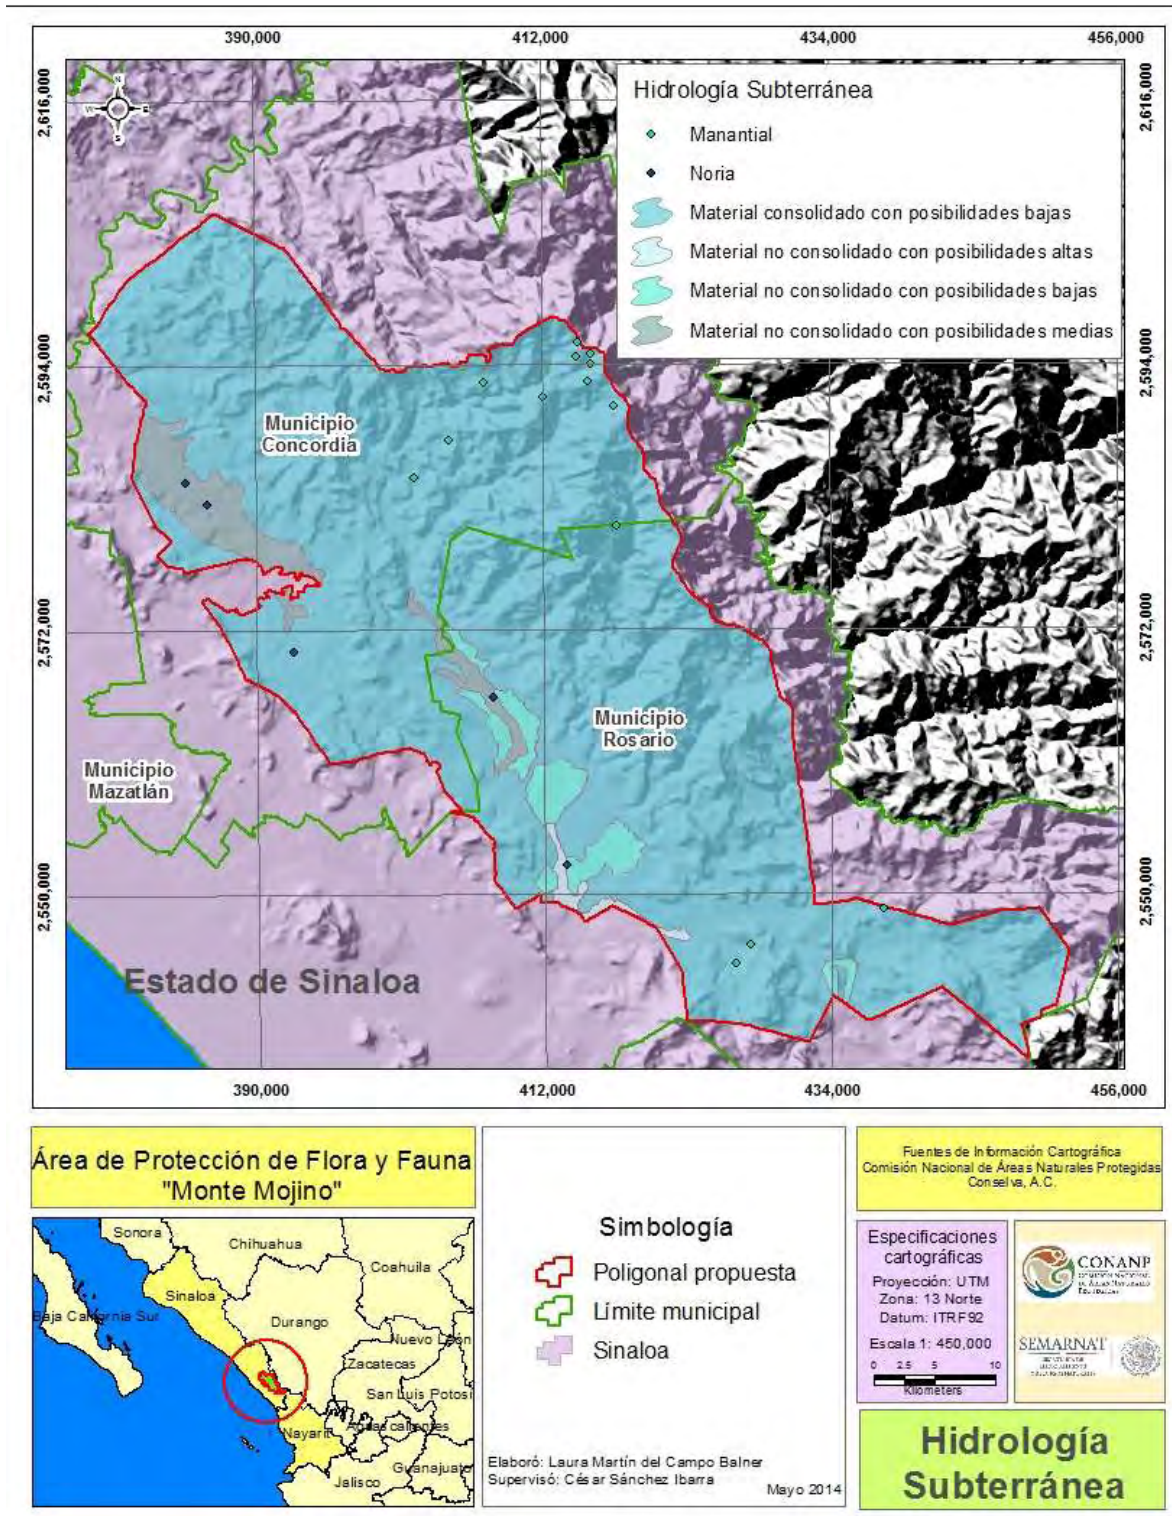 390,000
412,000
434,000
456,000
2,616,000
2,616,000
N
W
E
S
Hidrología Subterránea
Manantial
Noria
Material consolidado con posibilidades bajas
Material no consolidado con posibilidades altas
Material no consolidado con posibilidades bajas
Material no consolidado con posibilidades medias
2,594,000
2,594,000
Municipio
Concordia
2,572,000
2,572,000
Municipio
Rosario
Municipio
Mazatlán
2,550,000
2,550,000
Estado de Sinaloa
390,000
412,000
434,000
456,000
Área de Protección de Flora y Fauna
"Monte Mojino"
Sonora
Chihuahua
Coahuila
Sinaloa
Baja California Sur
Durango
Nuevo León
Zacatecas
San Luis Potosí
Nayarit
Aguascalientes
Guanajuato
Jalisco
Simbología
Poligonal propuesta
Límite municipal
Sinaloa
Elaboró: Laura Martín del Campo Balner
Supervisó: César Sánchez Ibarra
Mayo 2014
Fuentes de Información Cartográfica
Comisión Nacional de Áreas Naturales Protegidas
Conselva, A.C.
Especificaciones
cartográficas
Proyección: UTM
Zona: 13 Norte
Datum: ITRF92
Escala 1: 450,000
0 2.5 5 10
Kilometers
CONANP
COMISIÓN NACIONAL
DE ÁREAS NATURALES
PROTEGIDAS
SEMARNAT
Hidrología
Subterránea